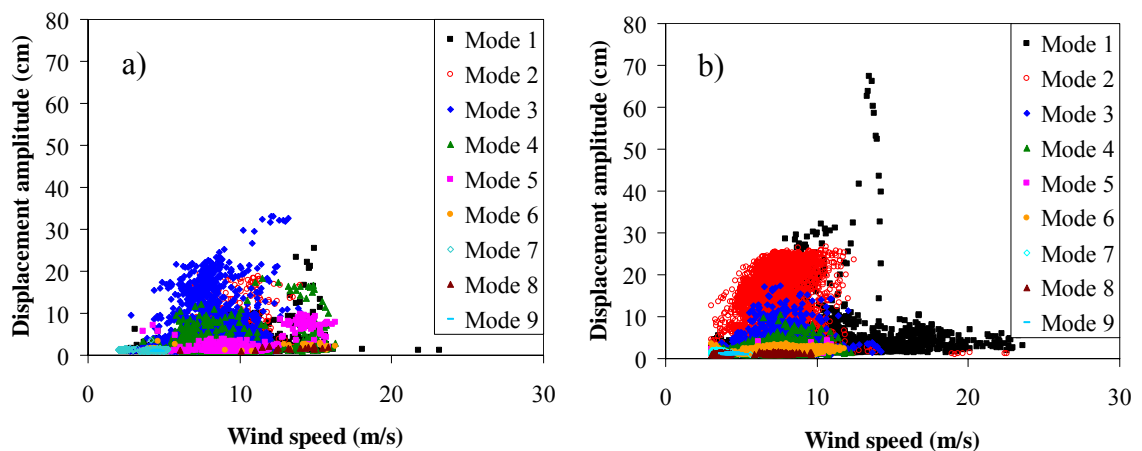 a)
Displacement amplitude (cm)
80
70
60
50
40
30
20
10
0
0
10
20
30
Wind speed (m/s)
Mode 1
Mode 2
Mode 3
Mode 4
Mode 5
Mode 6
Mode 7
Mode 8
Mode 9
b)
Displacement amplitude (cm)
80
70
60
50
40
30
20
10
0
0
10
20
30
Wind speed (m/s)
Mode 1
Mode 2
Mode 3
Mode 4
Mode 5
Mode 6
Mode 7
Mode 8
Mode 9